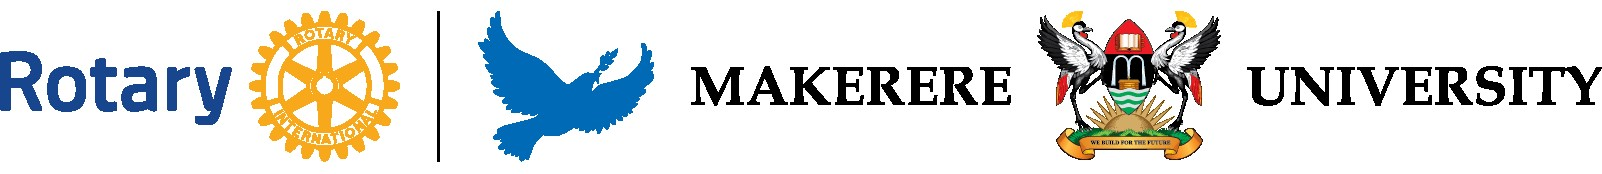 Rotary
ROTARY
INTERNATIONAL
MAKERERE
WE BUILD FOR THE FUTURE
UNIVERSITY